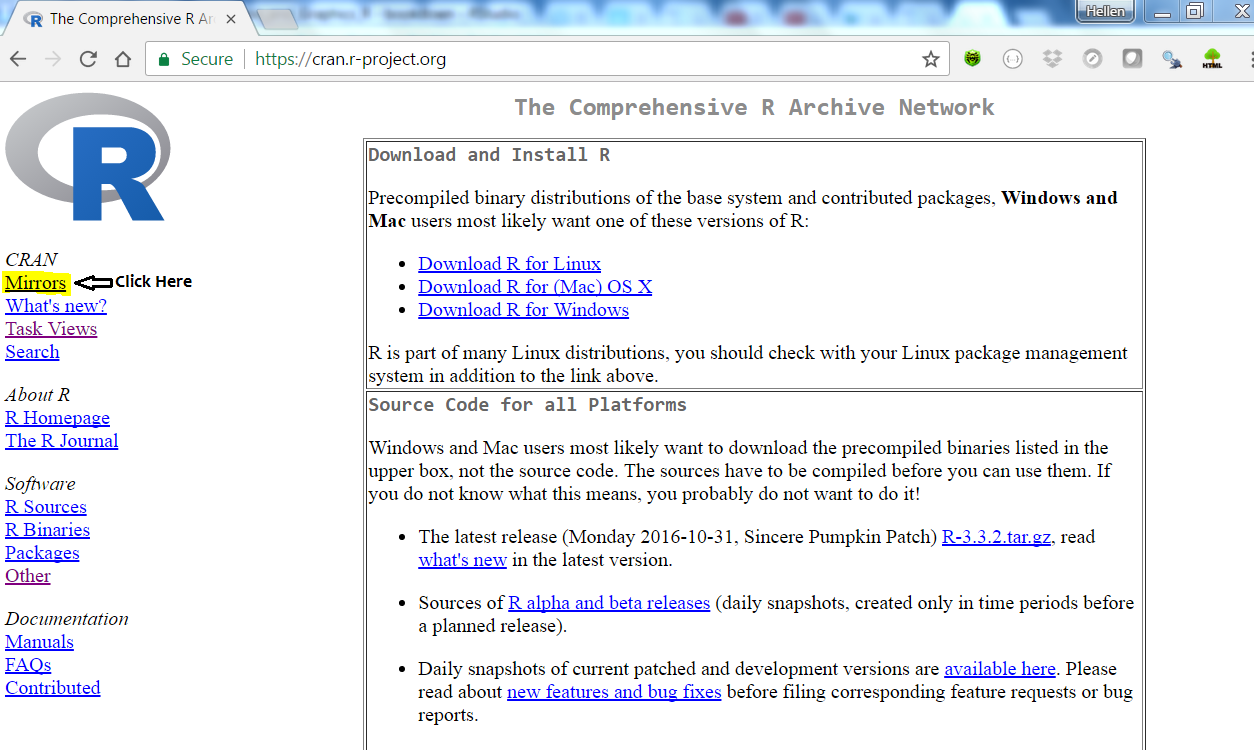 The Comprehensive R Ar
Hellen
Secure
https://cran.r-project.org
HTML
R
The Comprehensive R Archive Network
CRAN
Mirrors
Click Here
What's new?
Task Views
Search
About R
R Homepage
The R Journal
Software
R Sources
R Binaries
Packages
Other
Documentation
Manuals
FAQs
Contributed
Download and Install R
Precompiled binary distributions of the base system and contributed packages, Windows and
Mac users most likely want one of these versions of R:
Download R for Linux
Download R for (Mac) OS X
Download R for Windows
R is part of many Linux distributions, you should check with your Linux package management
system in addition to the link above.
Source Code for all Platforms
Windows and Mac users most likely want to download the precompiled binaries listed in the
upper box, not the source code. The sources have to be compiled before you can use them. If
you do not know what this means, you probably do not want to do it!
The latest release (Monday 2016-10-31, Sincere Pumpkin Patch) R-3.3.2.tar.gz, read
what's new in the latest version.
Sources of R alpha and beta releases (daily snapshots, created only in time periods before
a planned release).
Daily snapshots of current patched and development versions are available here. Please
read about new features and bug fixes before filing corresponding feature requests or bug
reports.